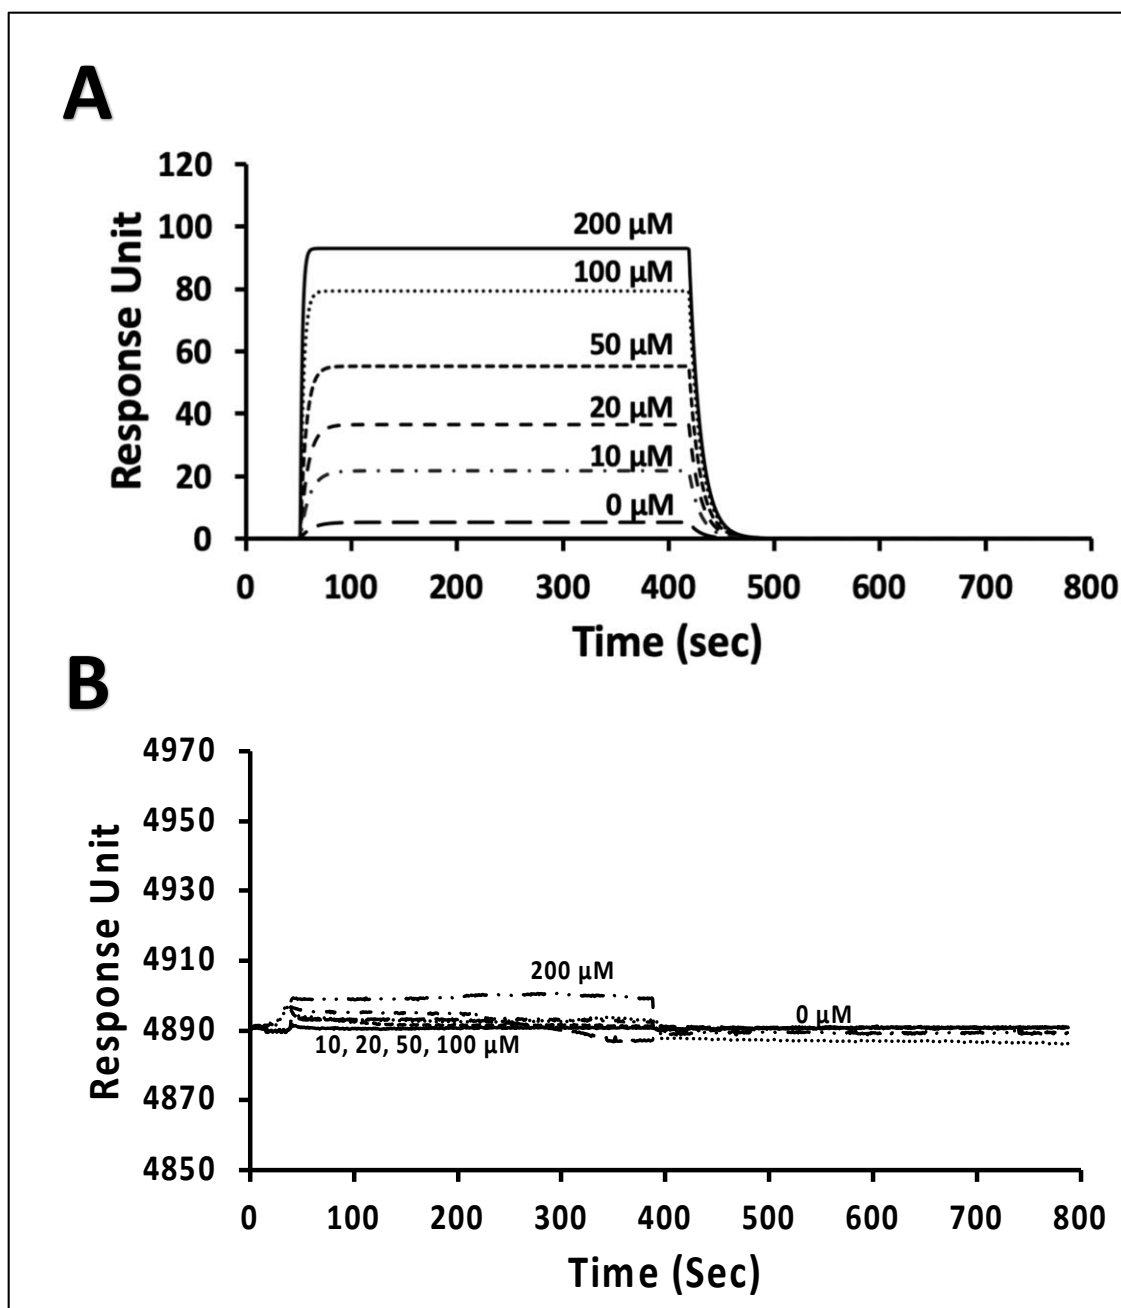 A
120
100
80
60
40
20
0
Response Unit
200 µM
100 µM
50 µM
20 µM
10 µM
0 µM
0 100 200 300 400 500 600 700 800
Time (sec)
B
4970
4950
4930
4910
4890
4870
4850
Response Unit
200 µM
0 µM
10, 20, 50, 100 µM
0 100 200 300 400 500 600 700 800
Time (Sec)